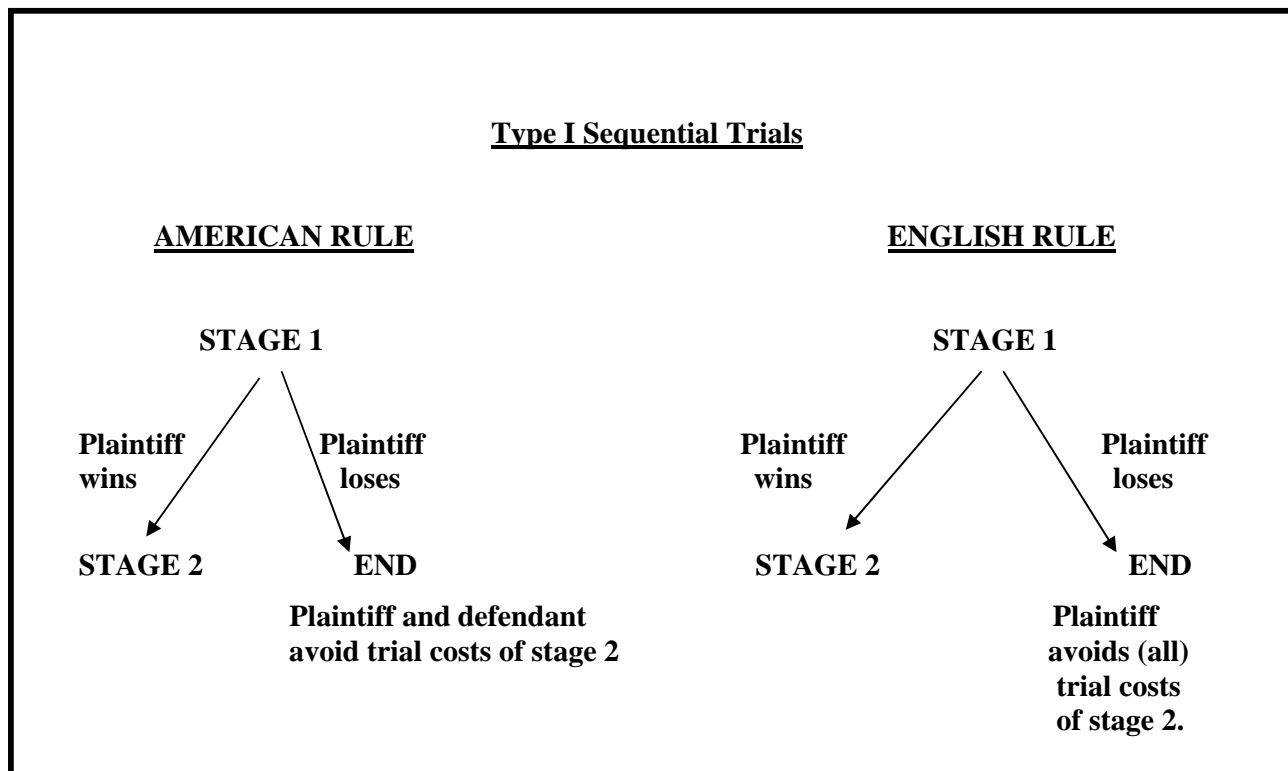 Type I Sequential Trials
AMERICAN RULE
STAGE 1
Plaintiff
wins
Plaintiff
loses
STAGE 2
END
Plaintiff and defendant
avoid trial costs of stage 2
ENGLISH RULE
STAGE 1
Plaintiff
wins
Plaintiff
loses
STAGE 2
END
Plaintiff
avoids (all)
trial costs
of stage 2.